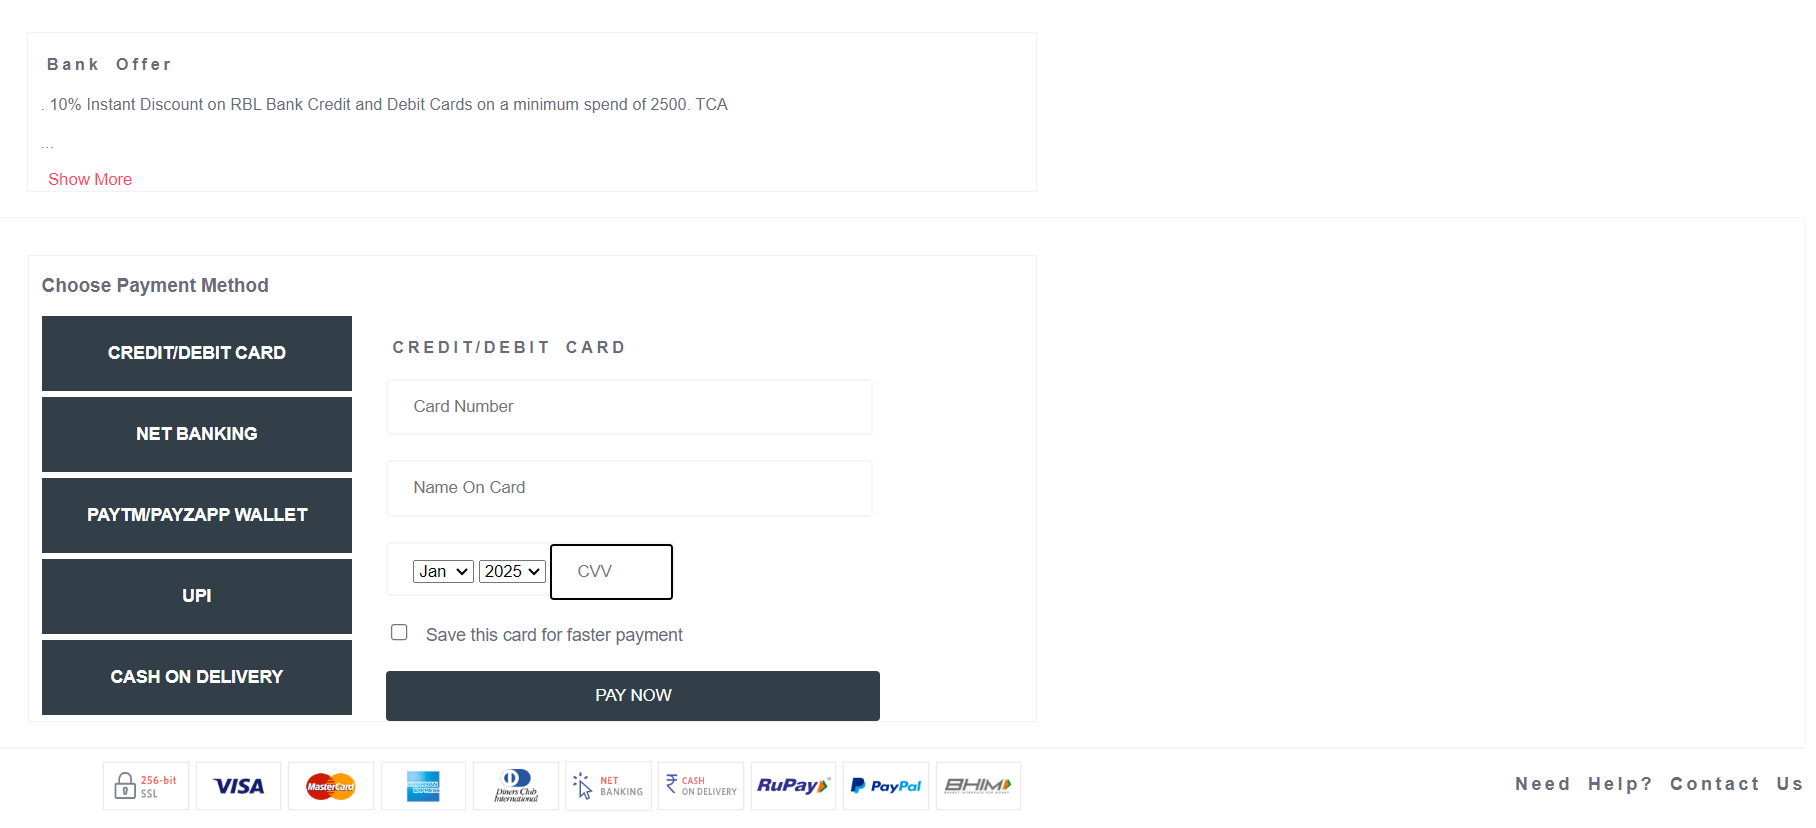 Bank Offer
. 10% Instant Discount on RBL Bank Credit and Debit Cards on a minimum spend of 2500. TCA
...
Show More
Choose Payment Method
CREDIT/DEBIT CARD
NET BANKING
PAYTM/PAYZAPP WALLET
UPI
CASH ON DELIVERY
CREDIT/DEBIT CARD
Card Number
Name On Card
Jan 2025 CVV
Save this card for faster payment
PAY NOW
256-bit
SSL
VISA
MasterCard
AMERICAN
EXPRESS
Diners Club
International
NET
BANKING
CASH
ON DELIVERY
RuPay
PayPal
BHIM
Need Help? Contact Us